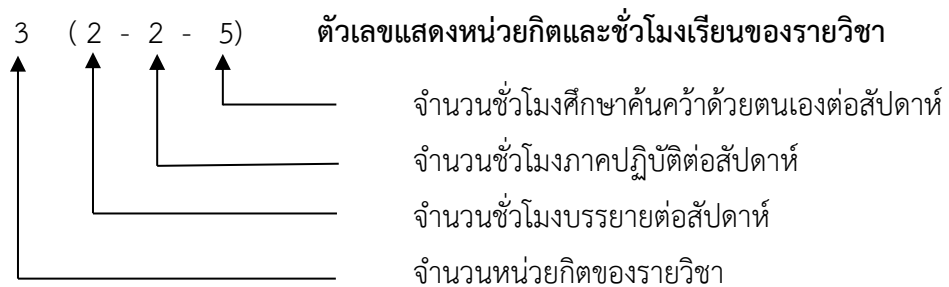 3 (2 - 2 - 5) ตัวเลขแสดงหน่วยกิตและชั่วโมงเรียนของรายวิชา
จำนวนชั่วโมงศึกษาค้นคว้าด้วยตนเองต่อสัปดาห์
จำนวนชั่วโมงภาคปฏิบัติต่อสัปดาห์
จำนวนชั่วโมงบรรยายต่อสัปดาห์
จำนวนหน่วยกิตของรายวิชา